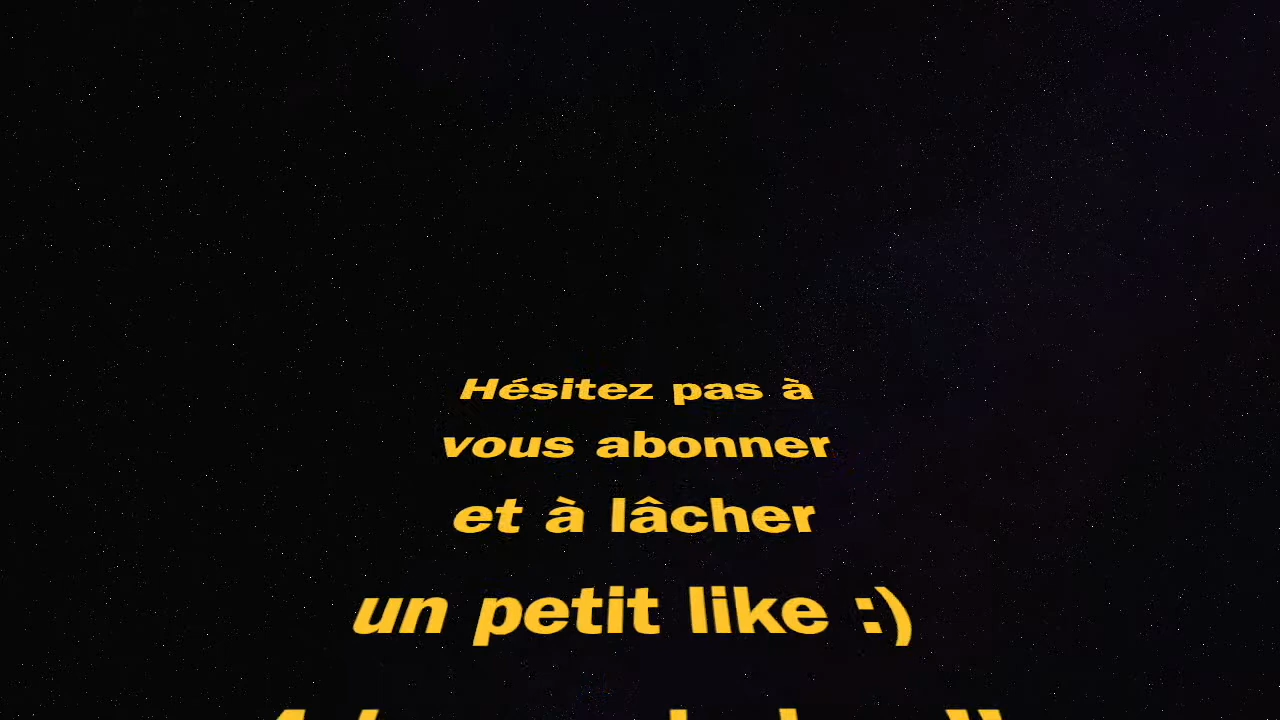 Hésitez pas à
vous abonner
et à lâcher
un petit like :)